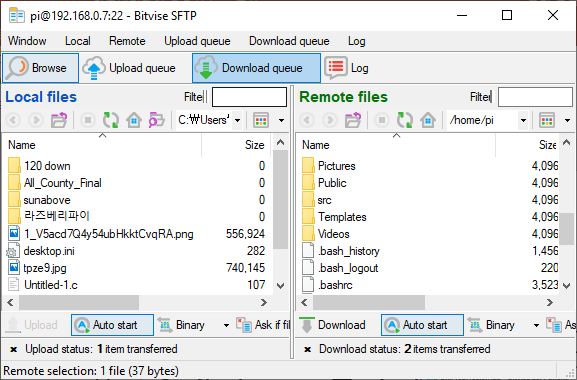 pi@192.168.0.7:22 - Bitvise SFTP
Window Local Remote Upload queue Download queue Log
Browse Upload queue Download queue Log
Local files Filter
C:₩Users'
Name Size
120 down 0
All_County_Final 0
sunabove 0
라즈베리파이 0
1_V5acd7Q4y54ubHkktCvqRA.png 556,924
desktop.ini 282
tpze9.jpg 740,145
Untitled-1.c 107
Upload Auto start Binary Ask if fil
Upload status: 1 item transferred
Remote files Filter
/home/pi
Name Size
Pictures 4,096
Public 4,096
src 4,096
Templates 4,096
Videos 4,096
.bash_history 1,456
.bash_logout 220
.bashrc 3,523
Download Auto start Binary As
Download status: 2 items transferred
Remote selection: 1 file (37 bytes)